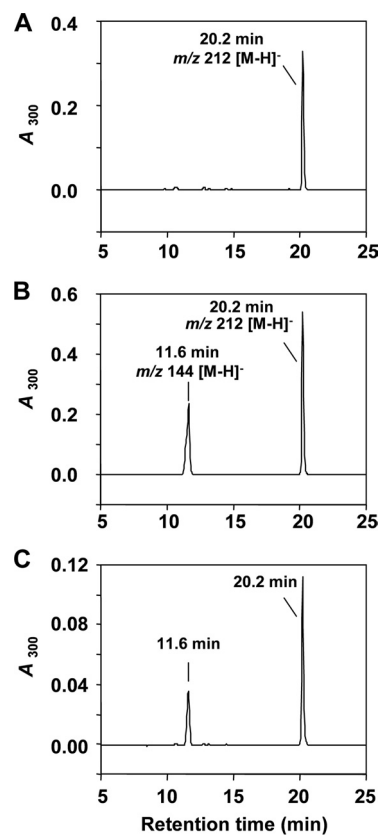 A
0.4
20.2 min
m/z 212 [M-H]-
0.2
A 300
0.0
5 10 15 20 25
B
0.6
20.2 min
m/z 212 [M-H]-
0.4
11.6 min
m/z 144 [M-H]-
A 300
0.2
0.0
5 10 15 20 25
C
0.12
20.2 min
0.08
11.6 min
A 300
0.04
0.00
5 10 15 20 25
Retention time (min)